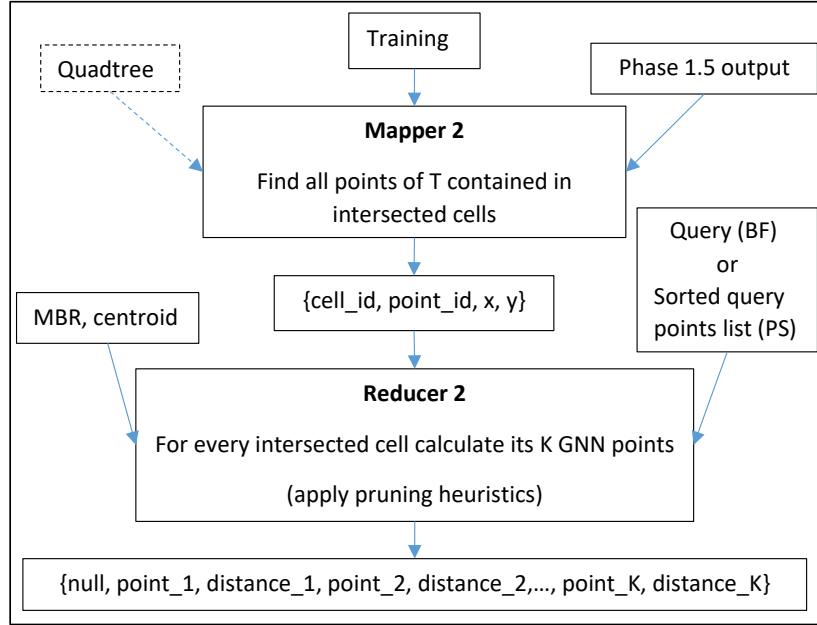 Training
Quadtree
Phase 1.5 output
Mapper 2
Find all points of T contained in
intersected cells
Query (BF)
or
Sorted query
points list (PS)
{cell_id, point_id, x, y}
MBR, centroid
Reducer 2
For every intersected cell calculate its K GNN points
(apply pruning heuristics)
{null, point_1, distance_1, point_2, distance_2,…, point_K, distance_K}